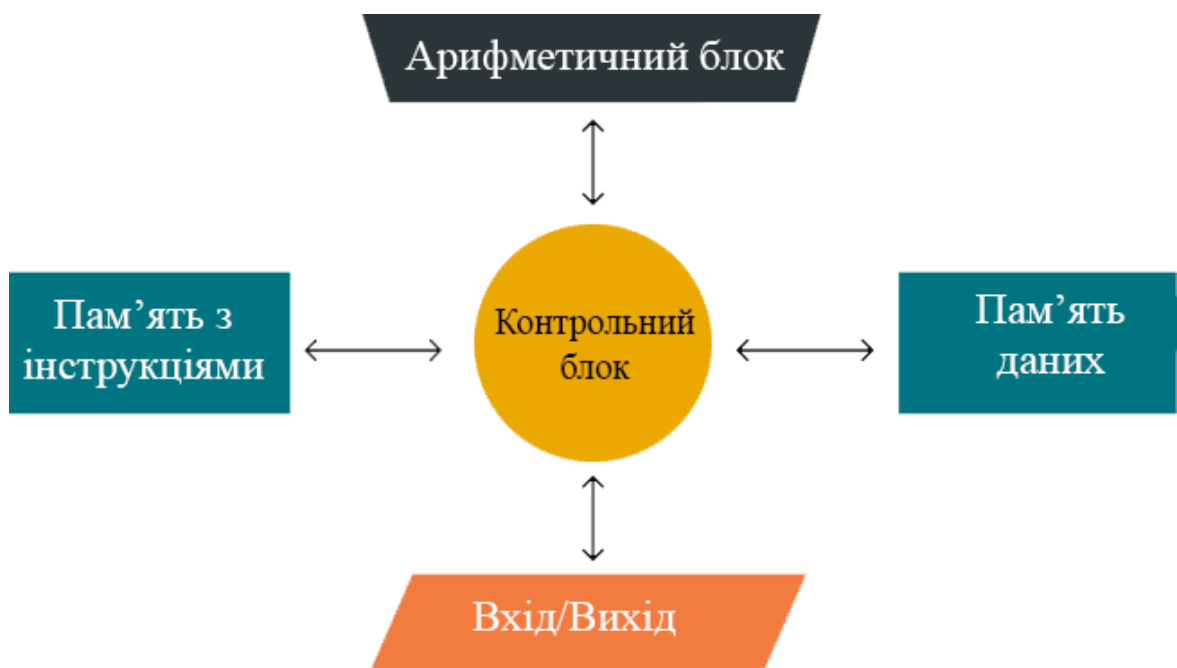 Арифметичний блок
Пам’ять з
інструкціями
Контрольний
блок
Пам’ять
даних
Вхід/Вихід